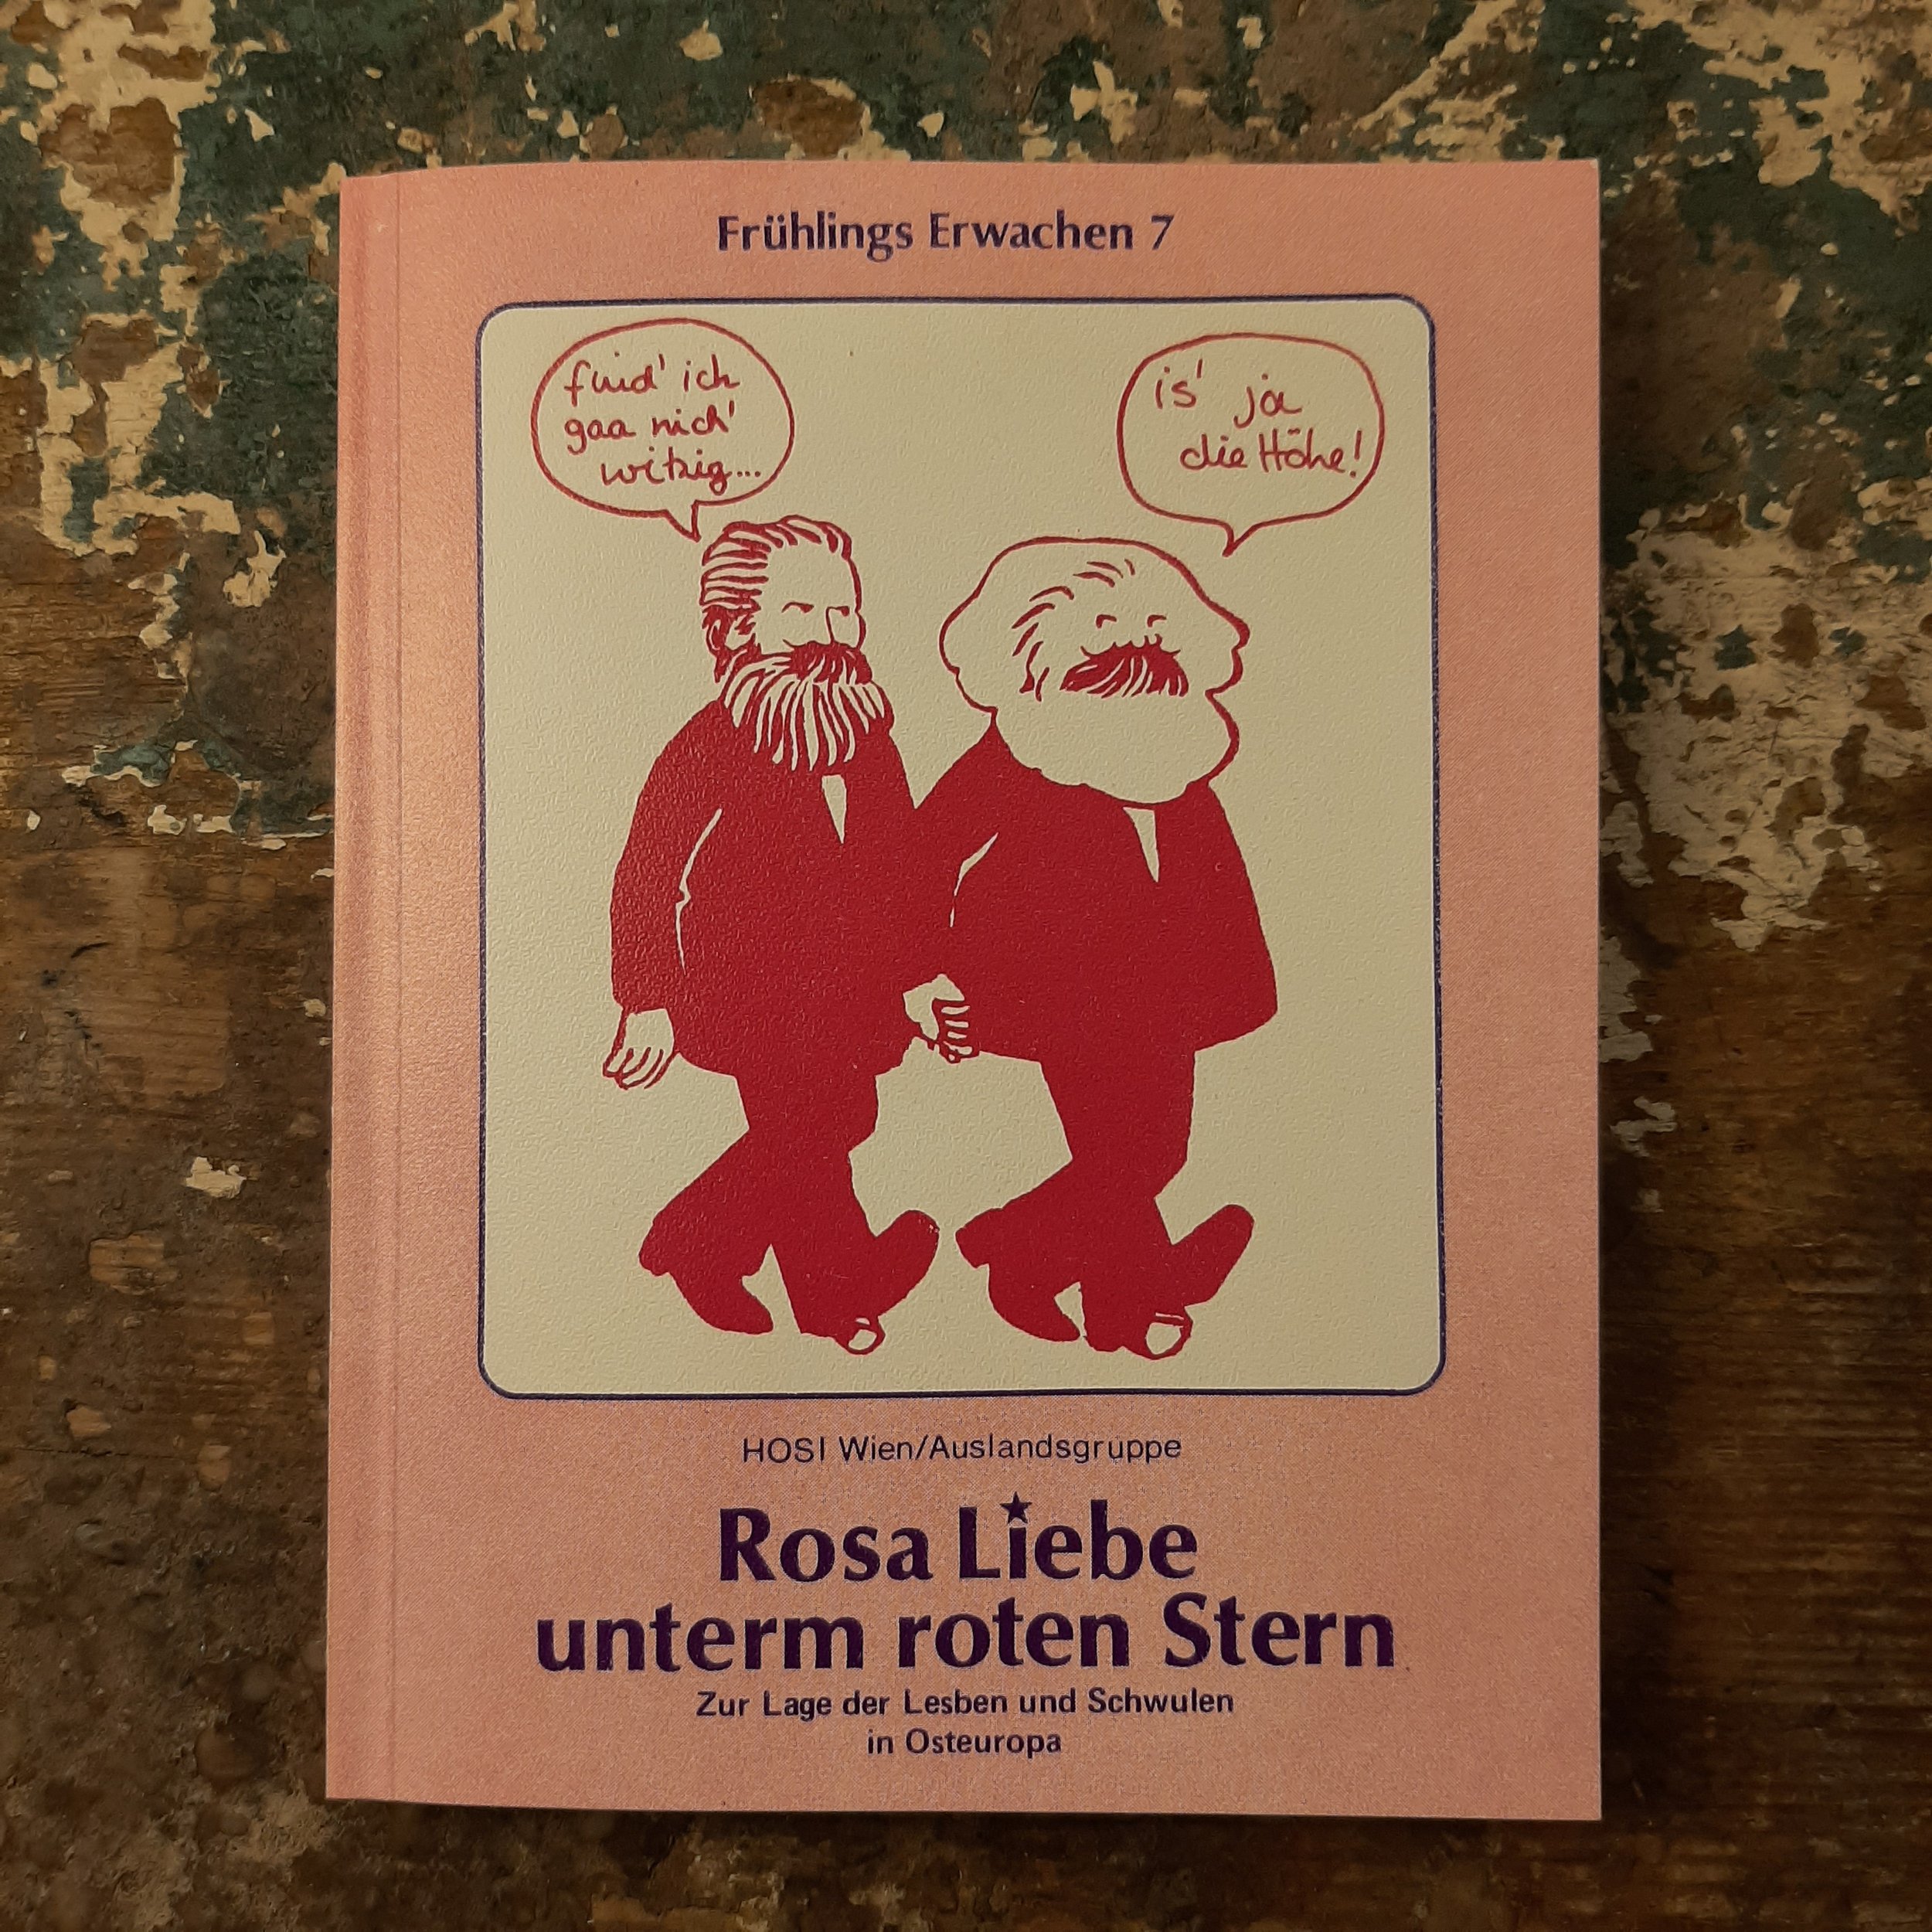 Frühlings Erwachen 7
find' ich
gaa nich'
witzig...
is' ja
die Höhe!
HOSI Wien/Auslandsgruppe
Rosa Liebe
unterm roten Stern
Zur Lage der Lesben und Schwulen
in Osteuropa